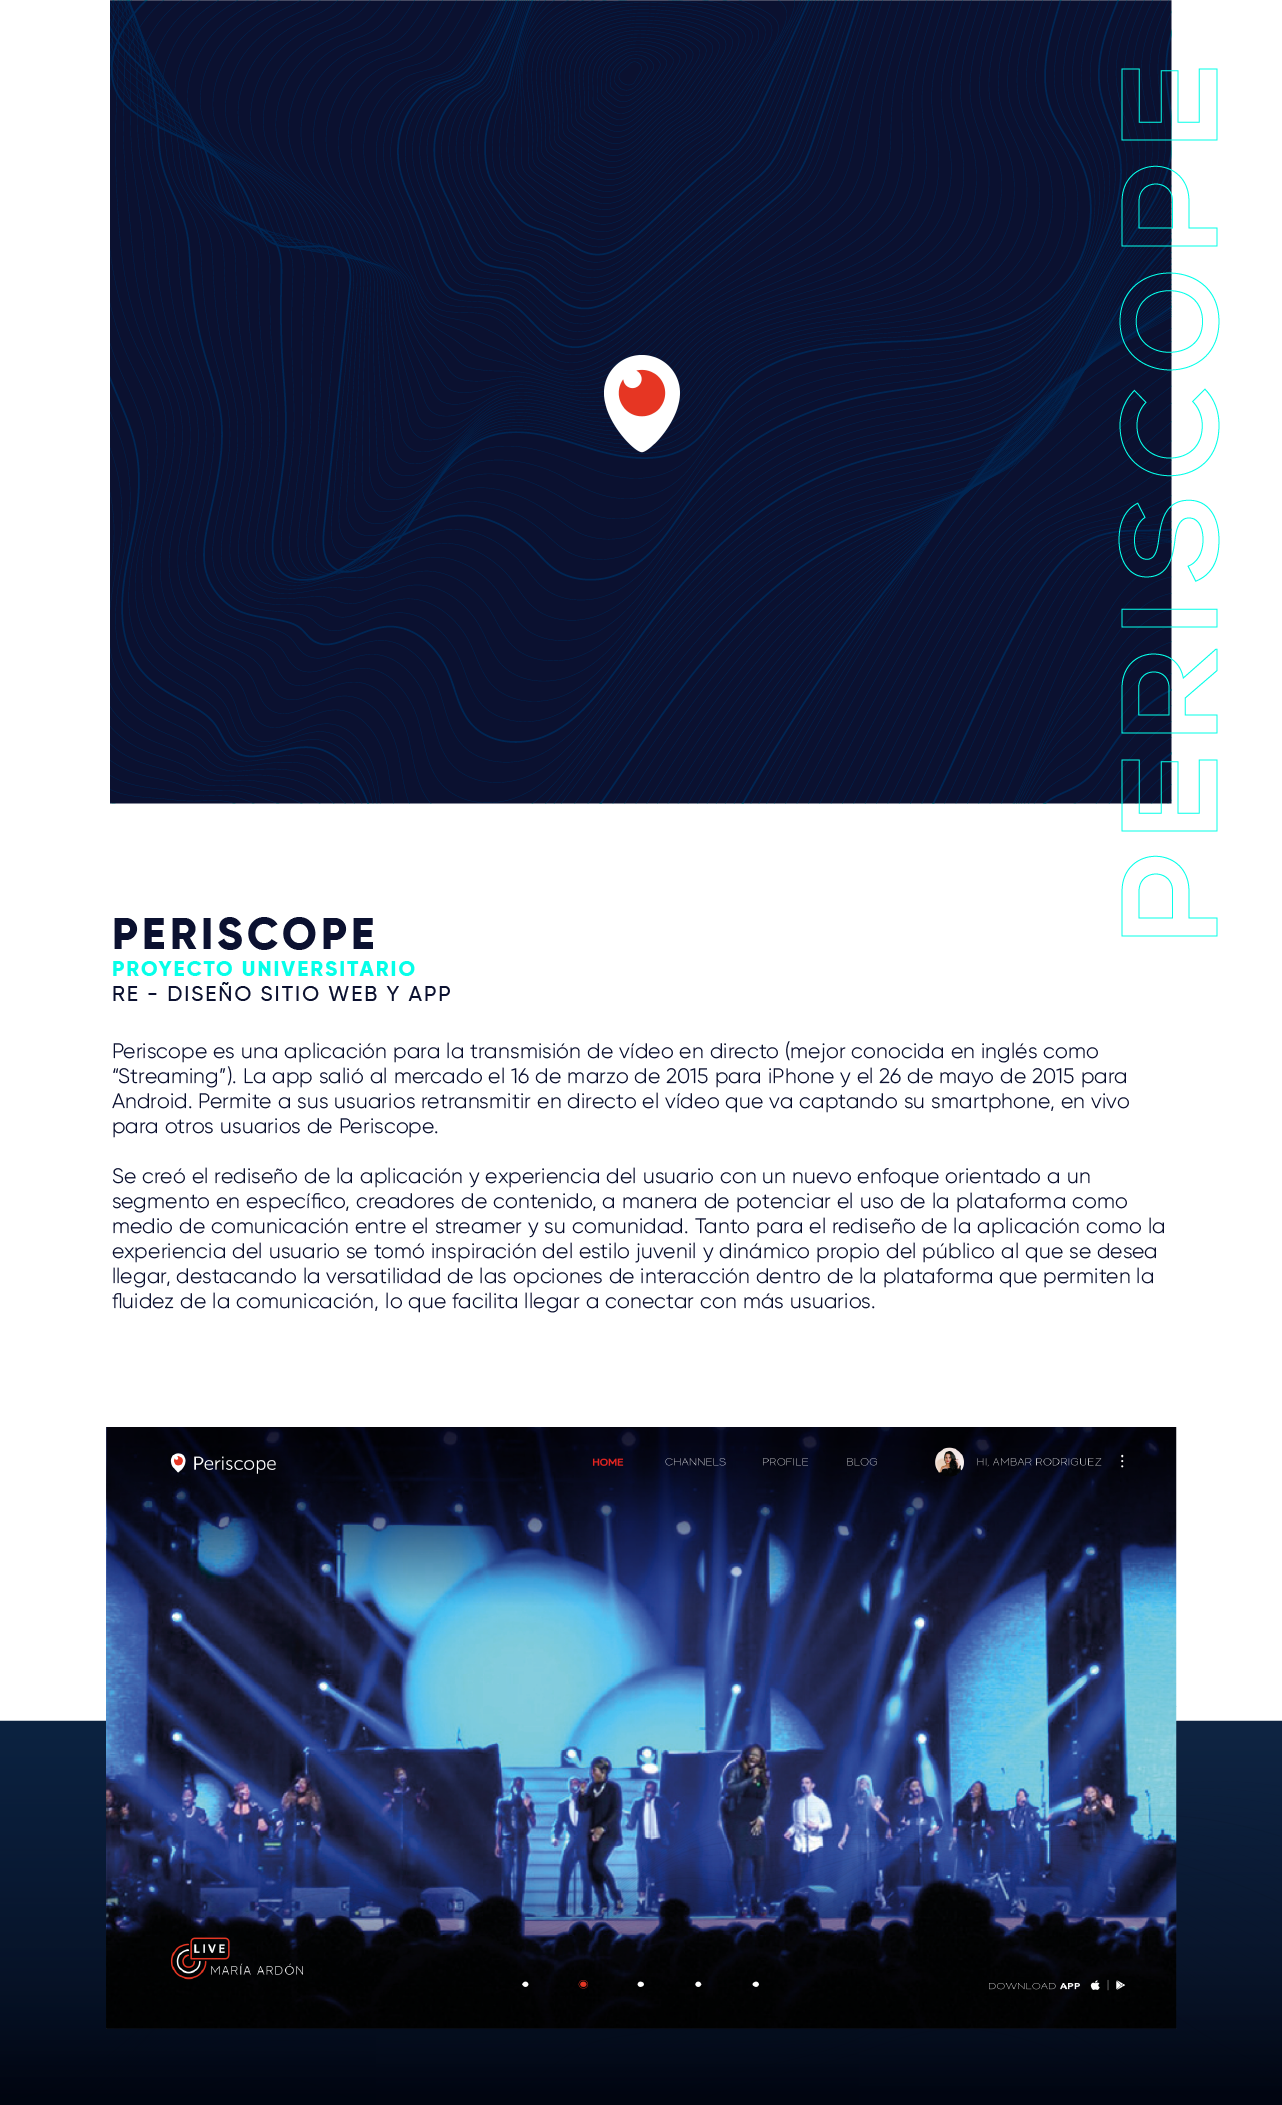 PERISCOPE
PERISCOPE
PROYECTO UNIVERSITARIO
RE - DISEÑO SITIO WEB Y APP
Periscope es una aplicación para la transmisión de vídeo en directo (mejor conocida en inglés como
“Streaming”). La app salió al mercado el 16 de marzo de 2015 para iPhone y el 26 de mayo de 2015 para
Android. Permite a sus usuarios retransmitir en directo el vídeo que va captando su smartphone, en vivo
para otros usuarios de Periscope.
Se creó el rediseño de la aplicación y experiencia del usuario con un nuevo enfoque orientado a un
segmento en específico, creadores de contenido, a manera de potenciar el uso de la plataforma como
medio de comunicación entre el streamer y su comunidad. Tanto para el rediseño de la aplicación como la
experiencia del usuario se tomó inspiración del estilo juvenil y dinámico propio del público al que se desea
llegar, destacando la versatilidad de las opciones de interacción dentro de la plataforma que permiten la
fluidez de la comunicación, lo que facilita llegar a conectar con más usuarios.
Periscope HOME CHANNELS PROFILE BLOG HI, AMBAR RODRIGUEZ
LIVE
MARÍA ARDÓN
DOWNLOAD APP